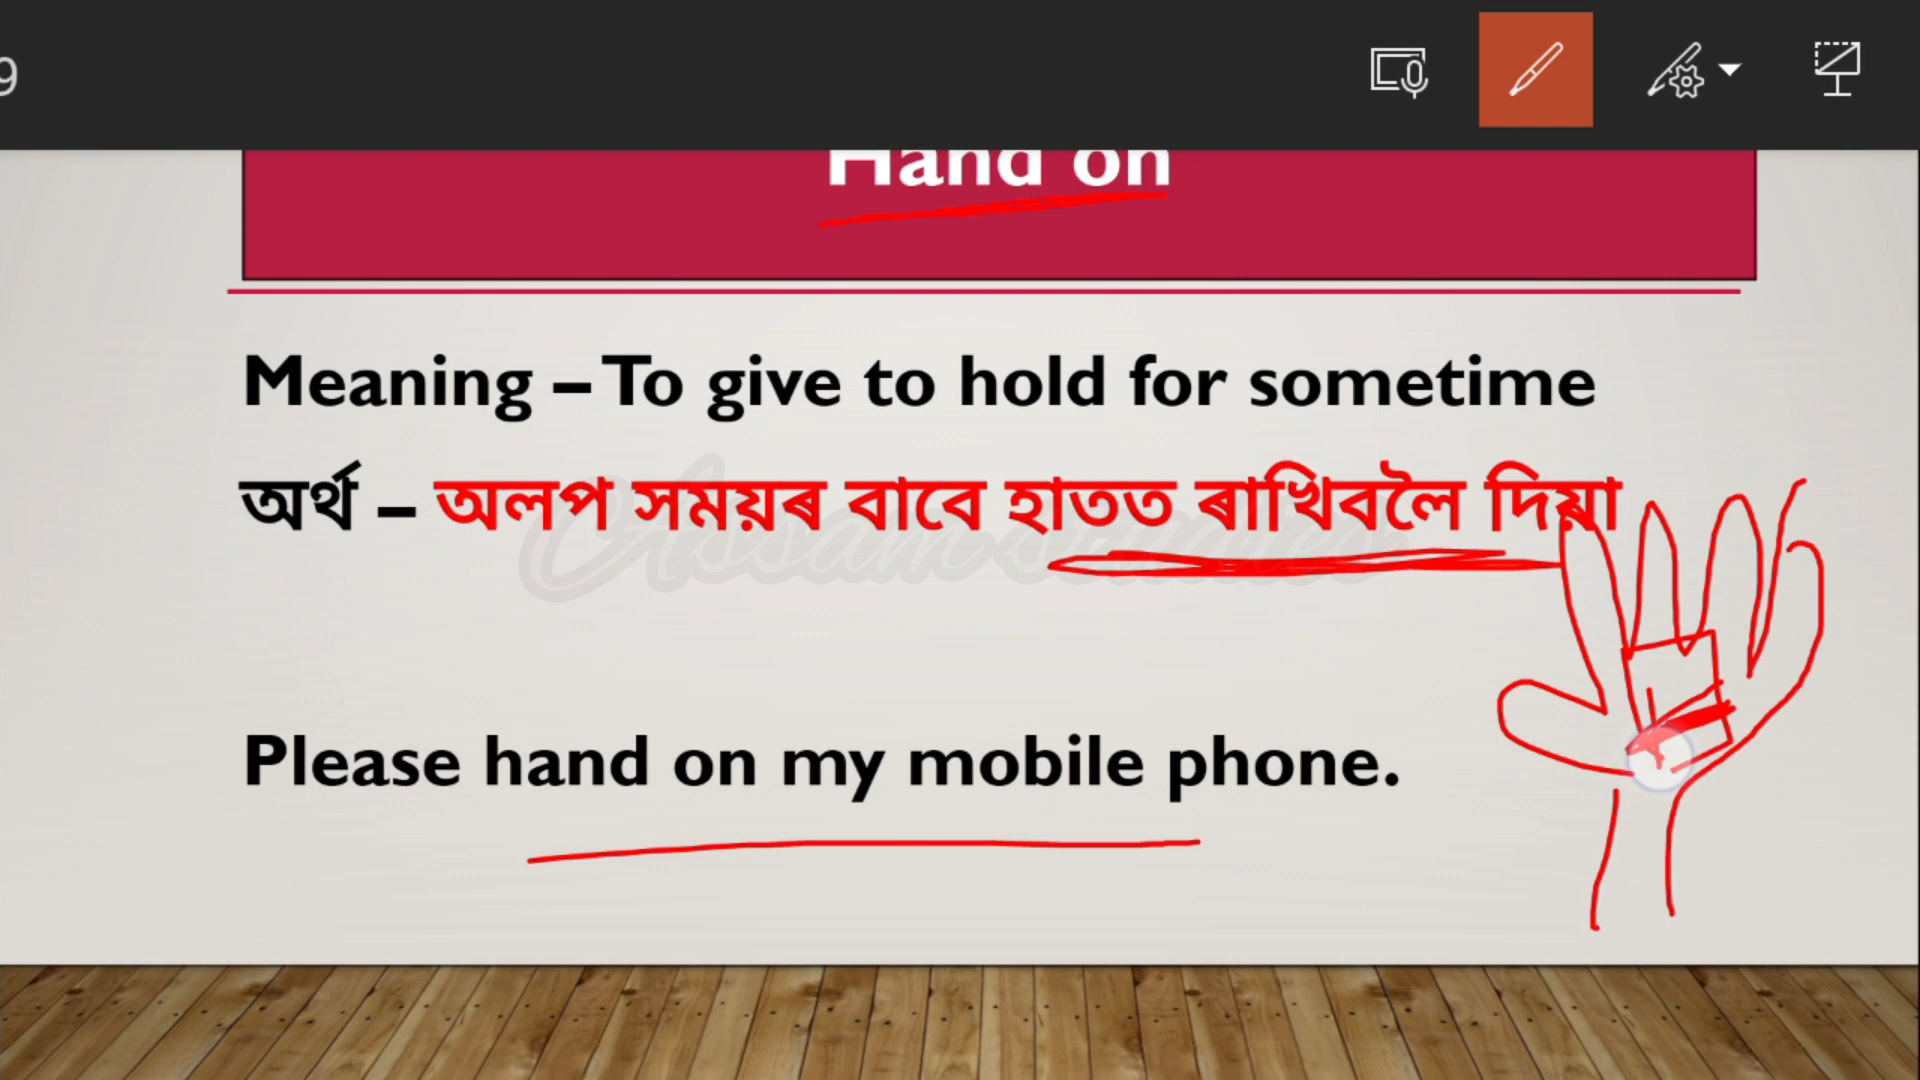 9
Hand on
Meaning – To give to hold for sometime
অৰ্থ – অলপ সময়ৰ বাবে হাতত ৰাখিবলৈ দিয়া
Please hand on my mobile phone.